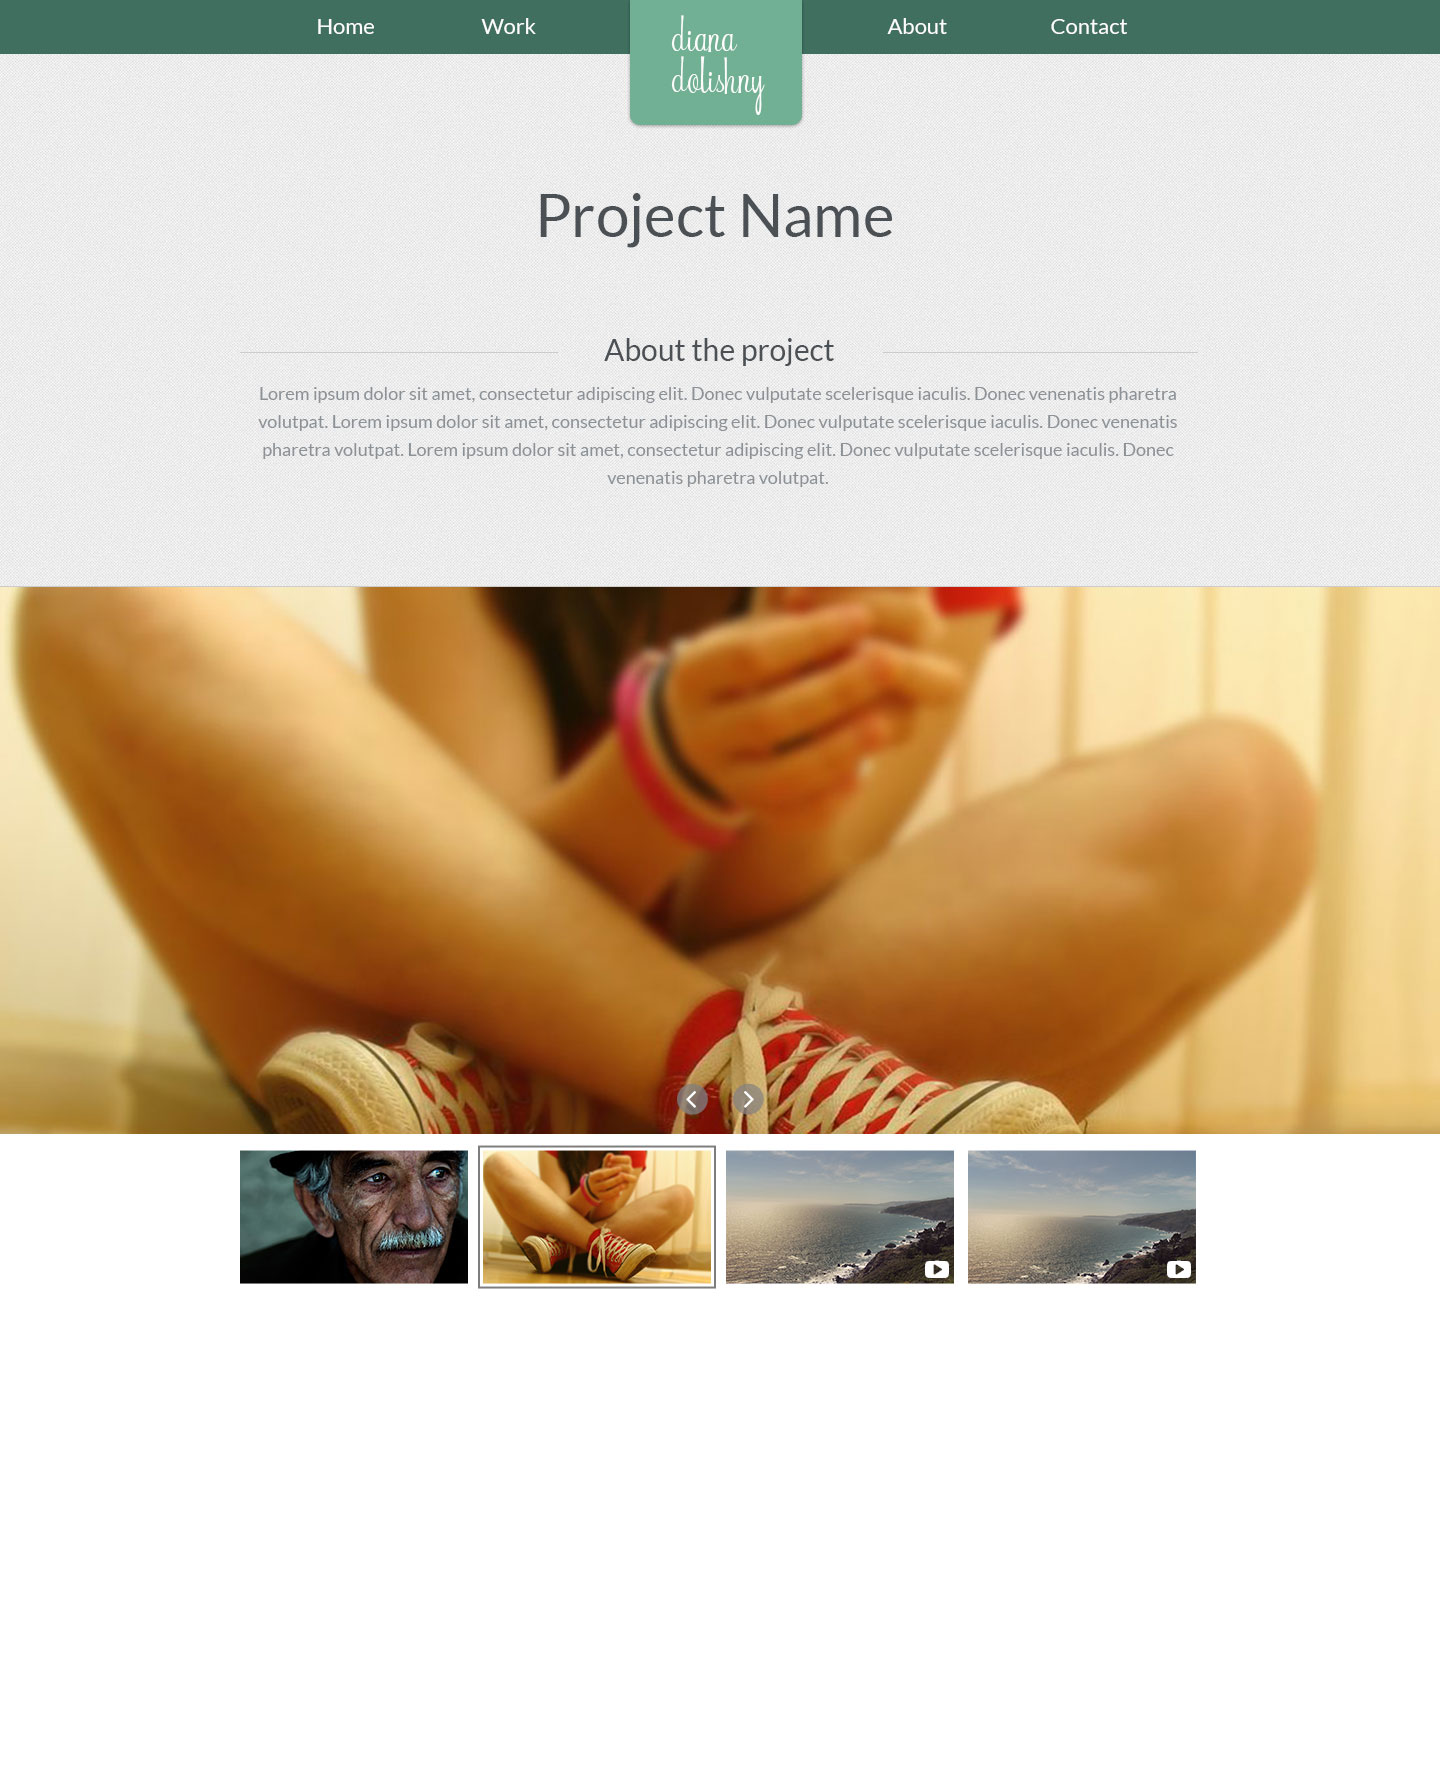 Home Work diana About Contact
dolishny
Project Name
About the project
Lorem ipsum dolor sit amet, consectetur adipiscing elit. Donec vulputate scelerisque iaculis. Donec venenatis pharetra
volutpat. Lorem ipsum dolor sit amet, consectetur adipiscing elit. Donec vulputate scelerisque iaculis. Donec venenatis
pharetra volutpat. Lorem ipsum dolor sit amet, consectetur adipiscing elit. Donec vulputate scelerisque iaculis. Donec
venenatis pharetra volutpat.